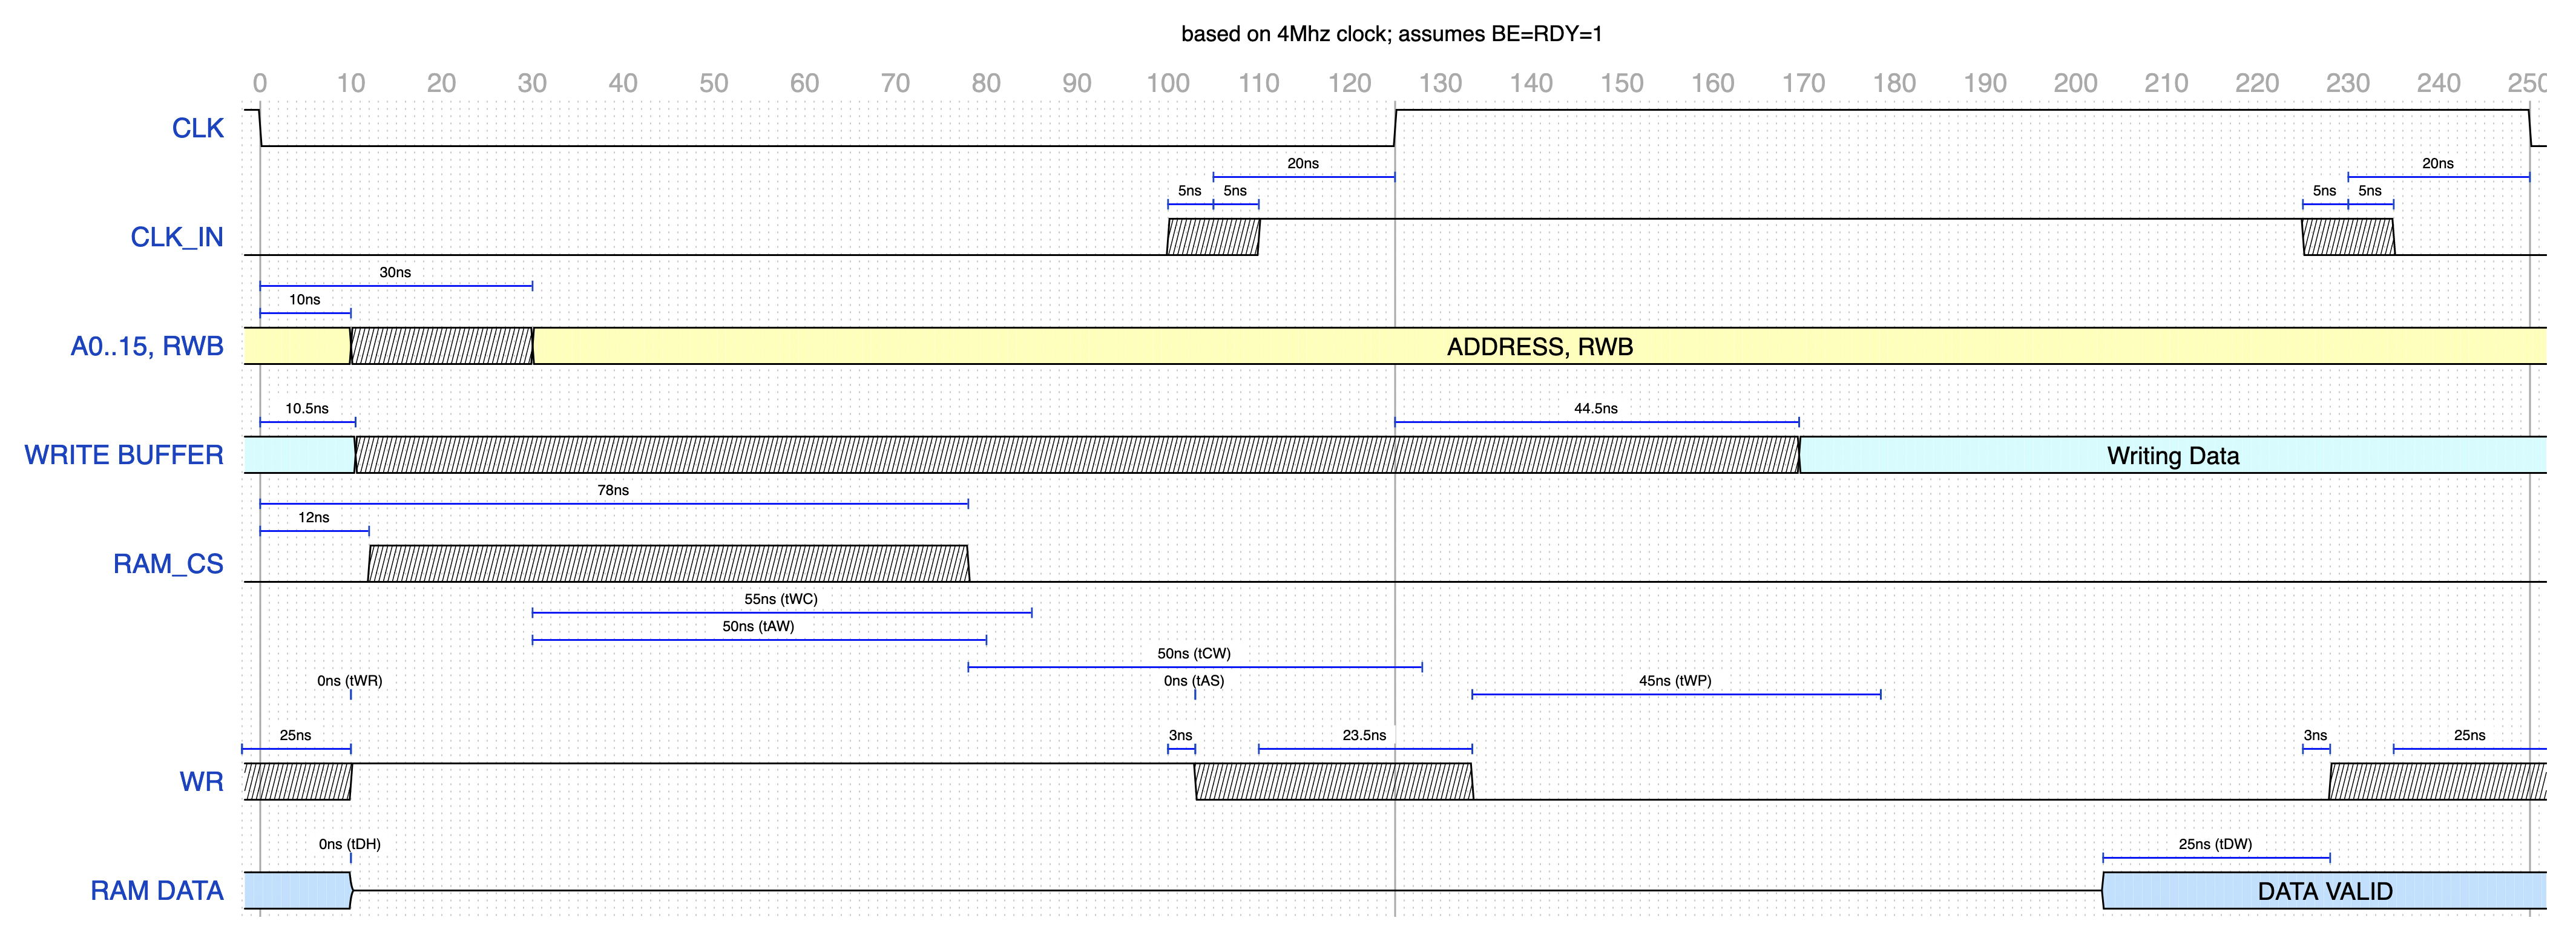 based on 4Mhz clock; assumes BE=RDY=1
0 10 20 30 40 50 60 70 80 90 100 110 120 130 140 150 160 170 180 190 200 210 220 230 240 250
CLK
20ns 20ns
5ns 5ns 5ns 5ns
CLK_IN
30ns
10ns
A0..15, RWB ADDRESS, RWB
10.5ns 44.5ns
WRITE BUFFER Writing Data
78ns
12ns
RAM_CS
55ns (tWC)
50ns (tAW)
50ns (tCW)
0ns (tWR) 0ns (tAS) 45ns (tWP)
25ns 3ns 23.5ns 3ns 25ns
WR
0ns (tDH) 25ns (tDW)
RAM DATA DATA VALID